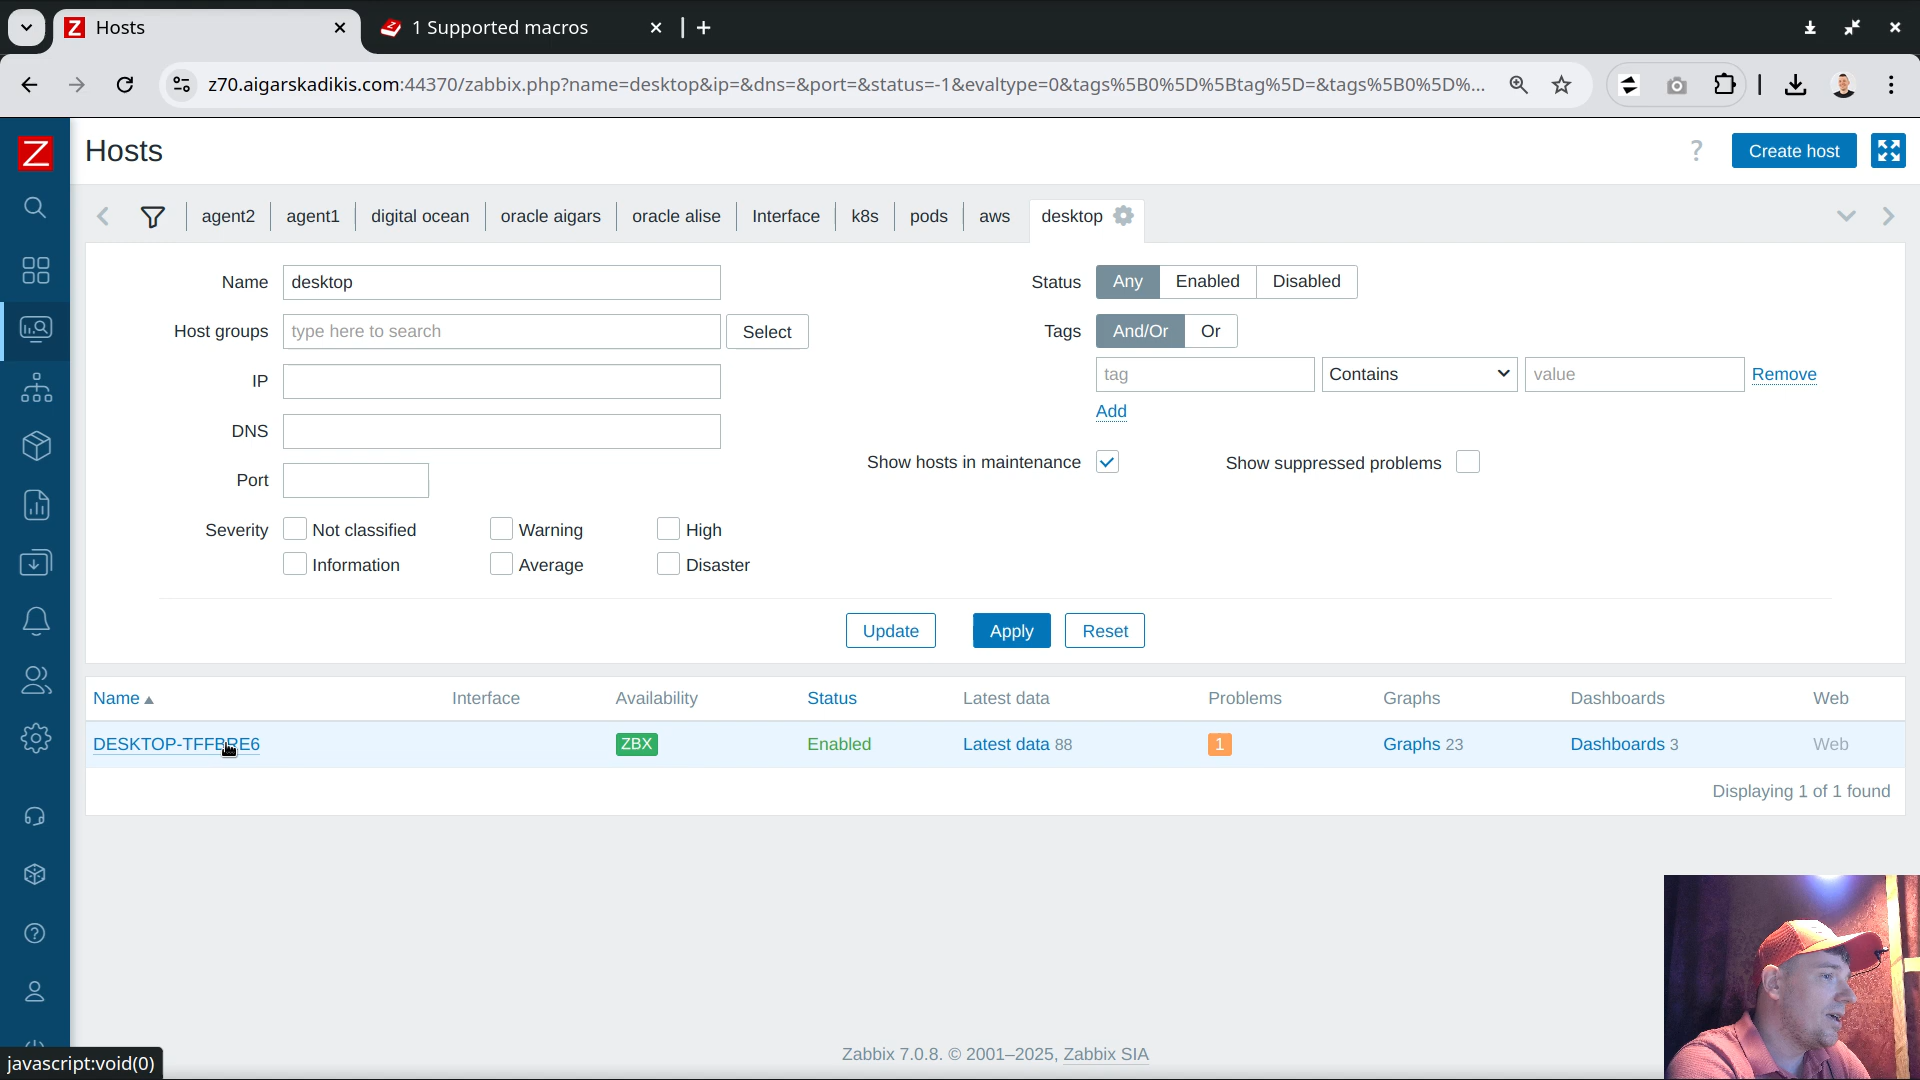 Z Hosts
1 Supported macros
z70.aigarskadikis.com:44370/zabbix.php?name=desktop&ip=&dns=&port=&status=-1&evaltype=0&tags%5B0%5D%5Btag%5D=&tags%5B0%5D%...
Z
Hosts
? Create host
agent2 agent1 digital ocean oracle aigars oracle alise Interface k8s pods aws desktop
Name desktop Status Any Enabled Disabled
Host groups type here to search Select Tags And/Or Or
IP tag Contains value Remove
Add
DNS
Show hosts in maintenance Show suppressed problems
Port
Severity Not classified Warning High
Information Average Disaster
Update Apply Reset
Name Interface Availability Status Latest data Problems Graphs Dashboards Web
DESKTOP-TFFBRE6 ZBX Enabled Latest data 88 1 Graphs 23 Dashboards 3 Web
Displaying 1 of 1 found
Zabbix 7.0.8. © 2001–2025, Zabbix SIA
javascript:void(0)